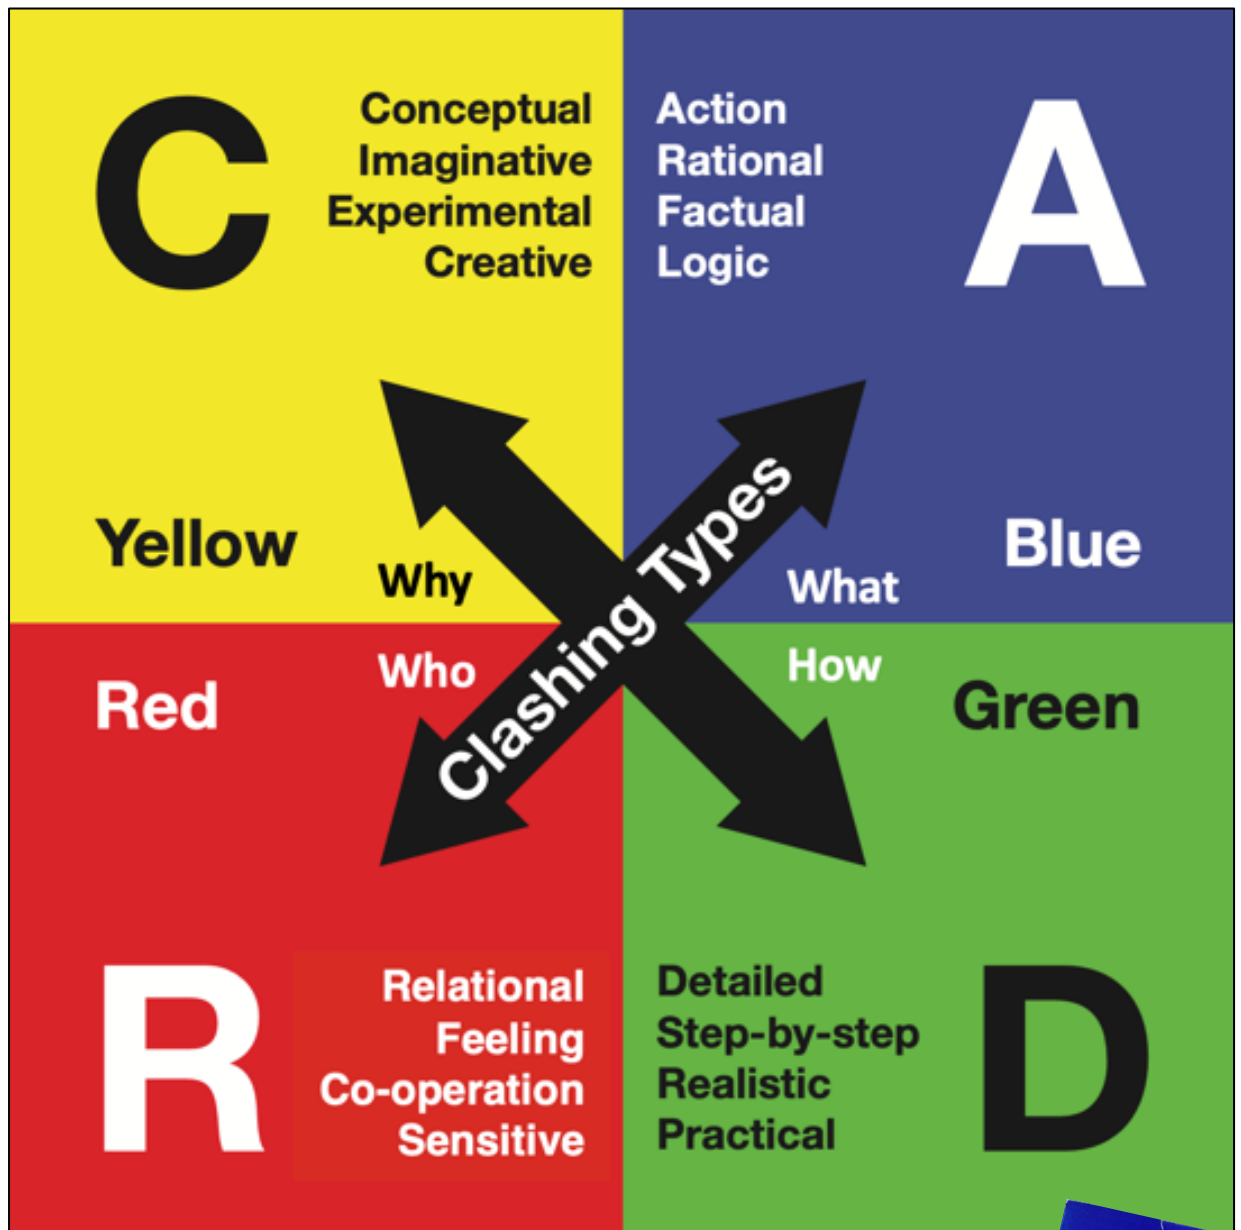 C
Conceptual
Imaginative
Experimental
Creative
Action
Rational
Factual
Logic
A
Yellow
Why
What
Blue
Clashing Types
Red
Who
How
Green
R
Relational
Feeling
Co-operation
Sensitive
Detailed
Step-by-step
Realistic
Practical
D